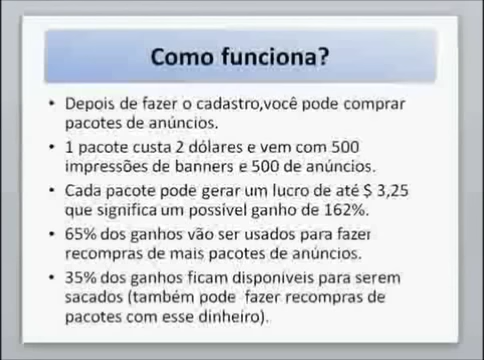 Como funciona?
• Depois de fazer o cadastro,você pode comprar
pacotes de anúncios.
• 1 pacote custa 2 dólares e vem com 500
impressões de banners e 500 de anúncios.
• Cada pacote pode gerar um lucro de até $ 3,25
que significa um possivel ganho de 162%.
• 65% dos ganhos vão ser usados para fazer
recompras de mais pacotes de anúncios.
• 35% dos ganhos ficam disponíveis para serem
sacados (também pode fazer recompras de
pacotes com esse dinheiro).